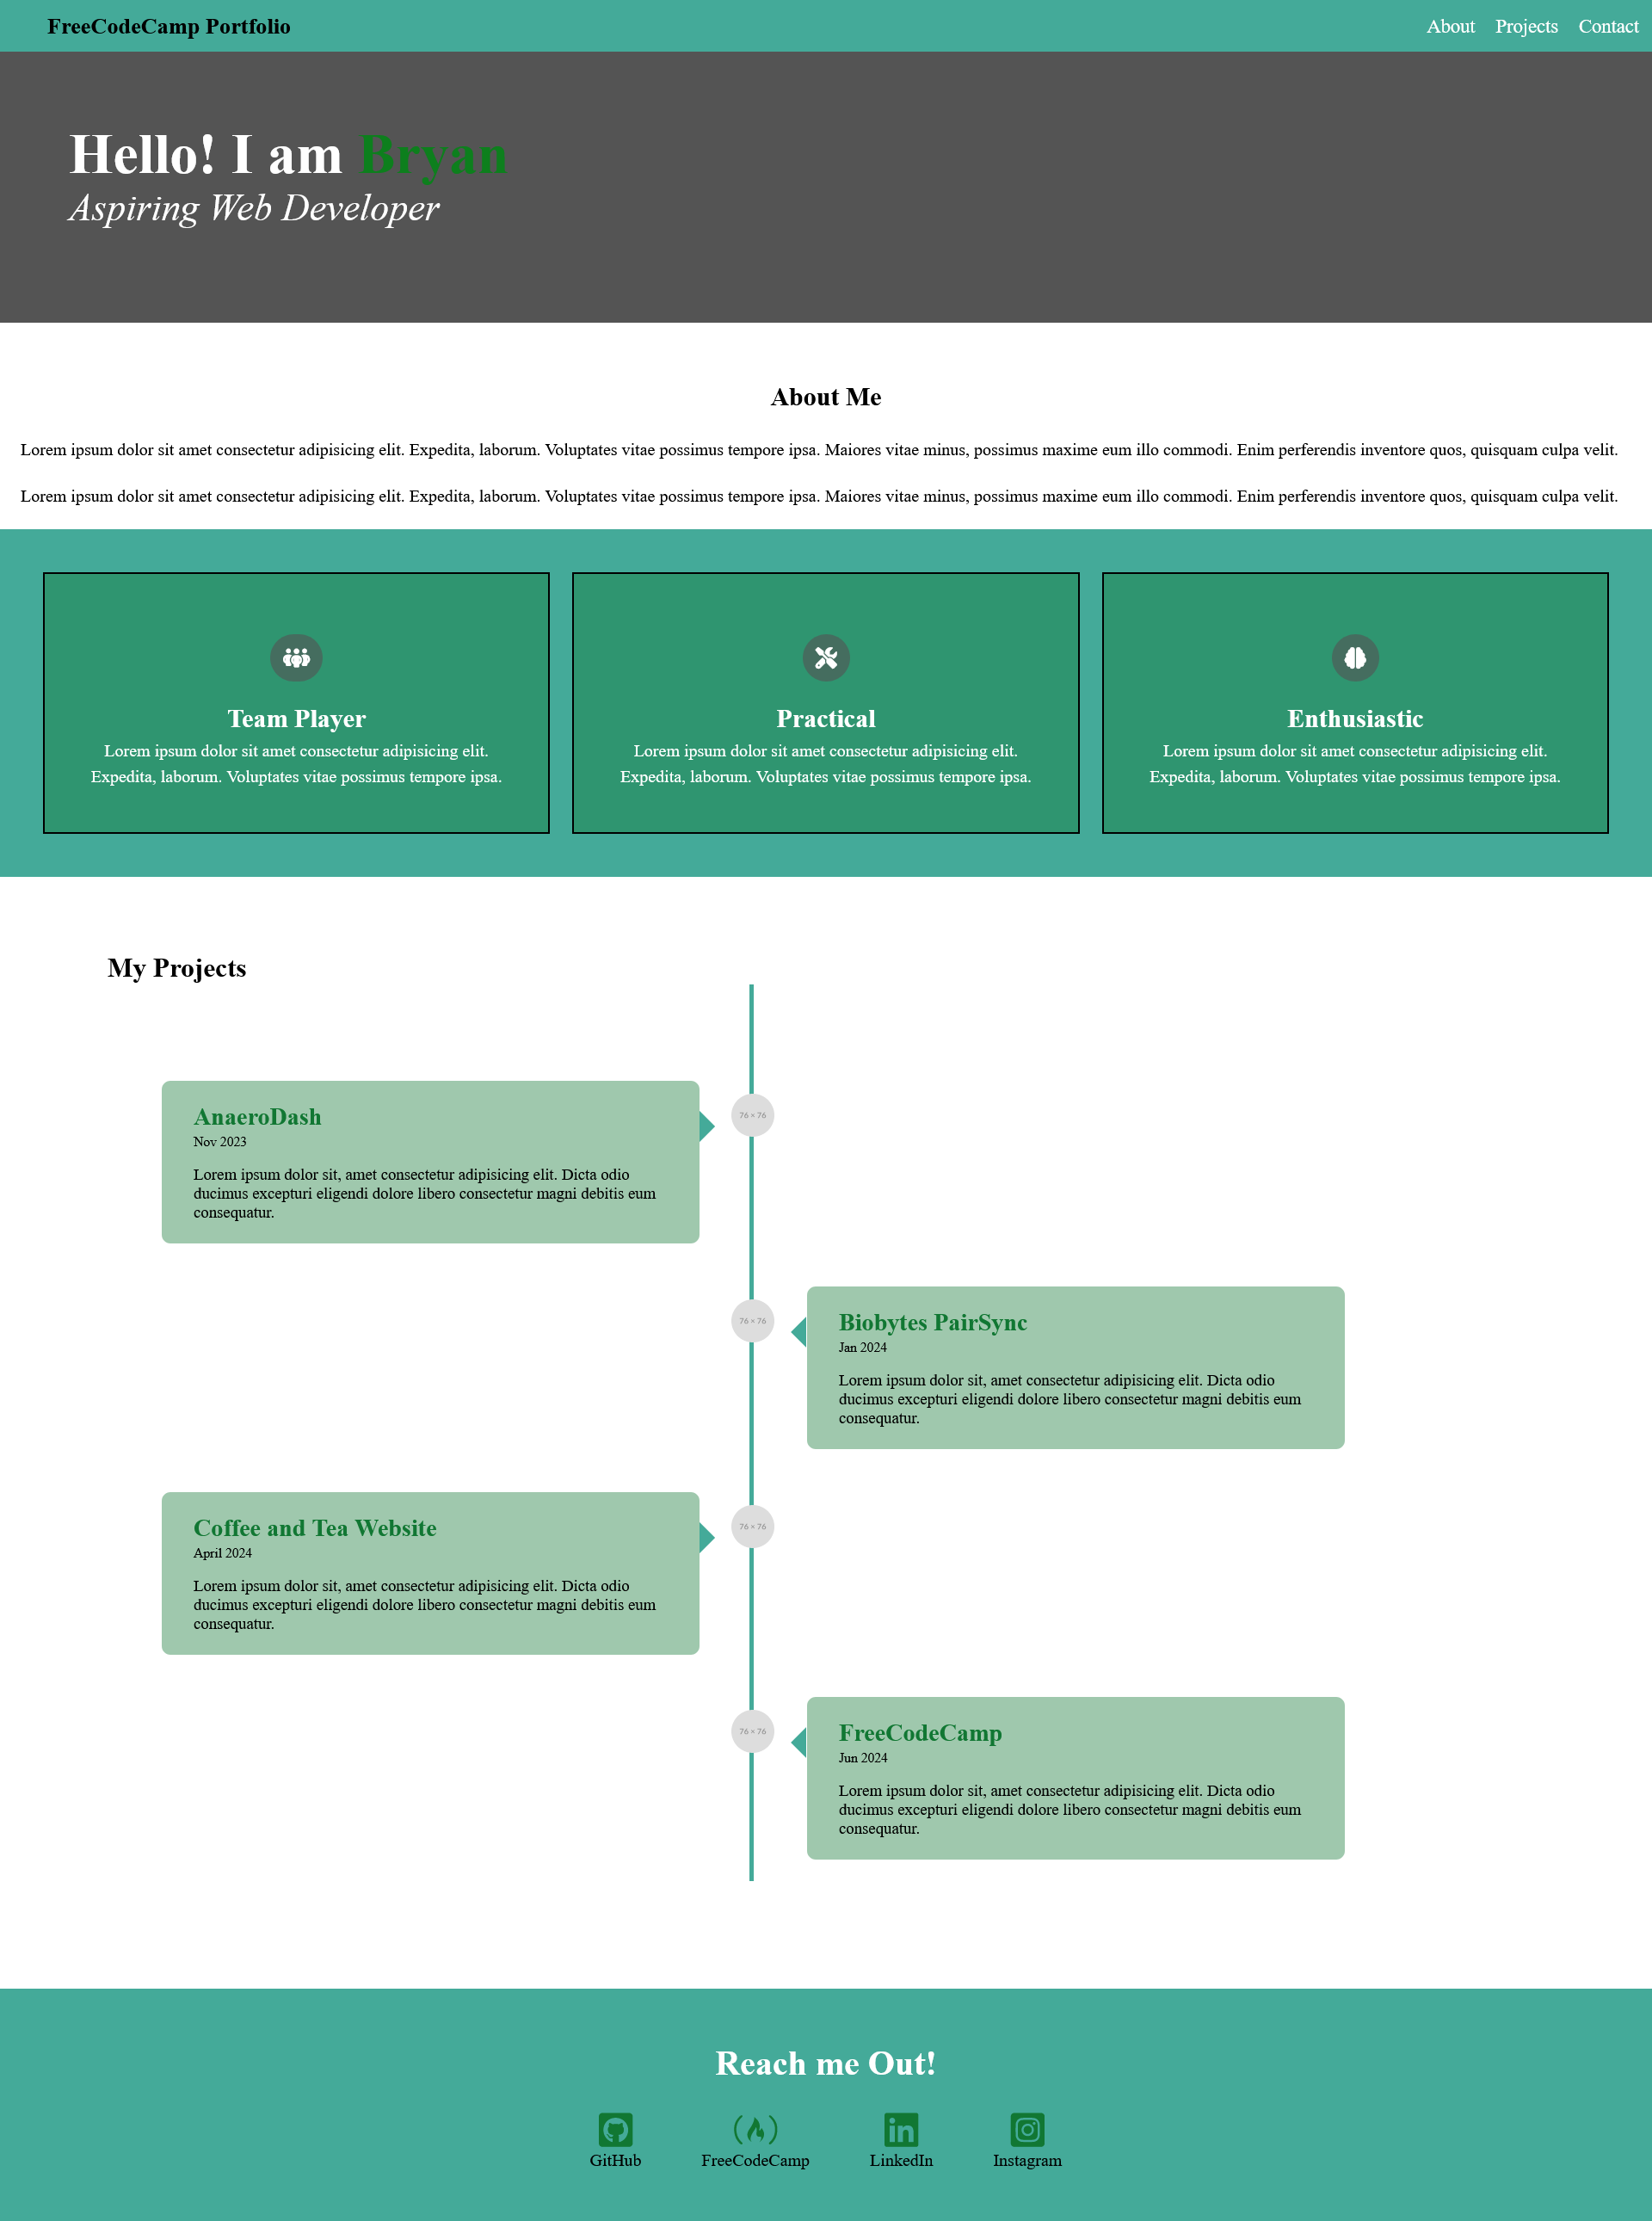 FreeCodeCamp Portfolio
About Projects Contact
Hello! I am Bryan
Aspiring Web Developer
About Me
Lorem ipsum dolor sit amet consectetur adipisicing elit. Expedita, laborum. Voluptates vitae possimus tempore ipsa. Maiores vitae minus, possimus maxime eum illo commodi. Enim perferendis inventore quos, quisquam culpa velit.
Lorem ipsum dolor sit amet consectetur adipisicing elit. Expedita, laborum. Voluptates vitae possimus tempore ipsa. Maiores vitae minus, possimus maxime eum illo commodi. Enim perferendis inventore quos, quisquam culpa velit.
Team Player
Lorem ipsum dolor sit amet consectetur adipisicing elit.
Expedita, laborum. Voluptates vitae possimus tempore ipsa.
Practical
Lorem ipsum dolor sit amet consectetur adipisicing elit.
Expedita, laborum. Voluptates vitae possimus tempore ipsa.
Enthusiastic
Lorem ipsum dolor sit amet consectetur adipisicing elit.
Expedita, laborum. Voluptates vitae possimus tempore ipsa.
My Projects
AnaeroDash
Nov 2023
Lorem ipsum dolor sit, amet consectetur adipisicing elit. Dicta odio
ducimus excepturi eligendi dolore libero consectetur magni debitis eum
consequatur.
76 × 76
76 × 76
Biobytes PairSync
Jan 2024
Lorem ipsum dolor sit, amet consectetur adipisicing elit. Dicta odio
ducimus excepturi eligendi dolore libero consectetur magni debitis eum
consequatur.
Coffee and Tea Website
April 2024
Lorem ipsum dolor sit, amet consectetur adipisicing elit. Dicta odio
ducimus excepturi eligendi dolore libero consectetur magni debitis eum
consequatur.
76 × 76
76 × 76
FreeCodeCamp
Jun 2024
Lorem ipsum dolor sit, amet consectetur adipisicing elit. Dicta odio
ducimus excepturi eligendi dolore libero consectetur magni debitis eum
consequatur.
Reach me Out!
GitHub
FreeCodeCamp
LinkedIn
Instagram